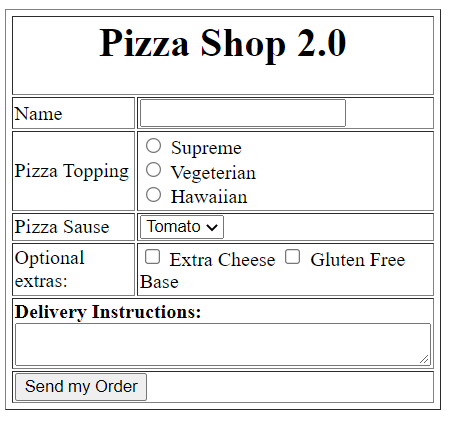 Pizza Shop 2.0
Name
Pizza Topping
Supreme
Vegeterian
Hawaiian
Pizza Sause
Tomato
Optional
extras:
Extra Cheese Gluten Free
Base
Delivery Instructions:
Send my Order